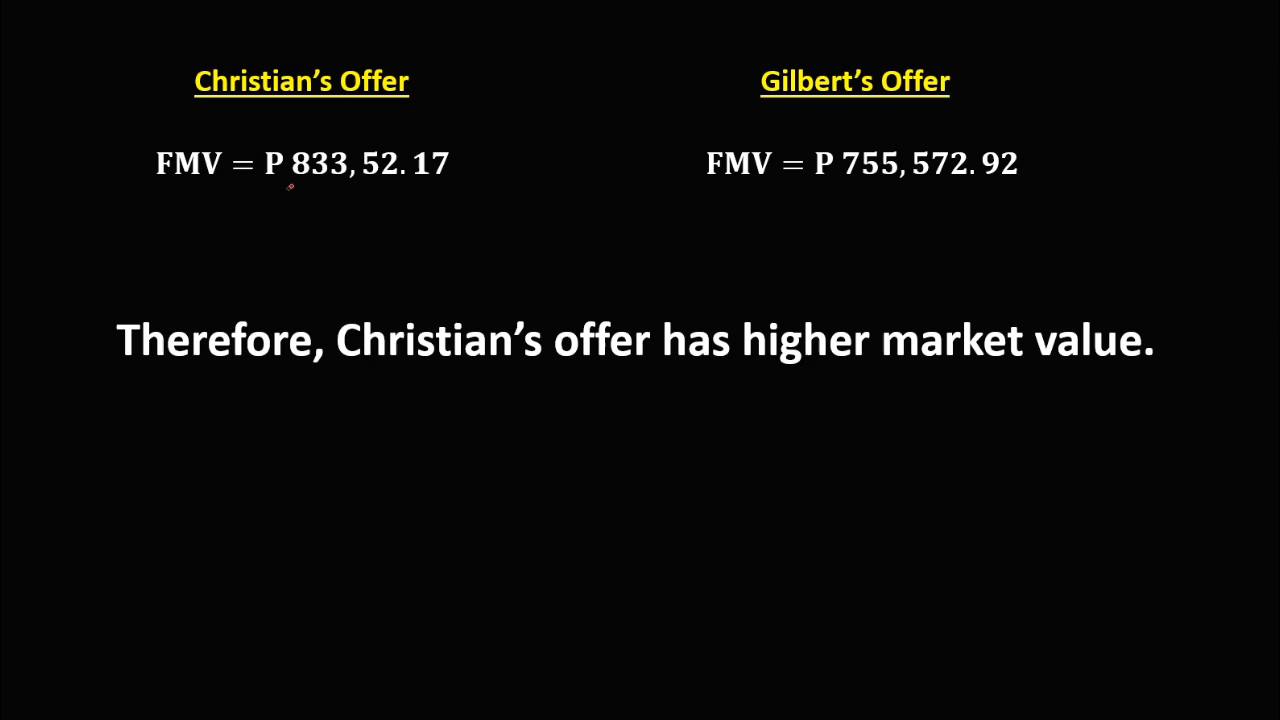 Christian’s Offer
Gilbert’s Offer
FMV = P 833,52.17
FMV = P 755,572.92
Therefore, Christian’s offer has higher market value.